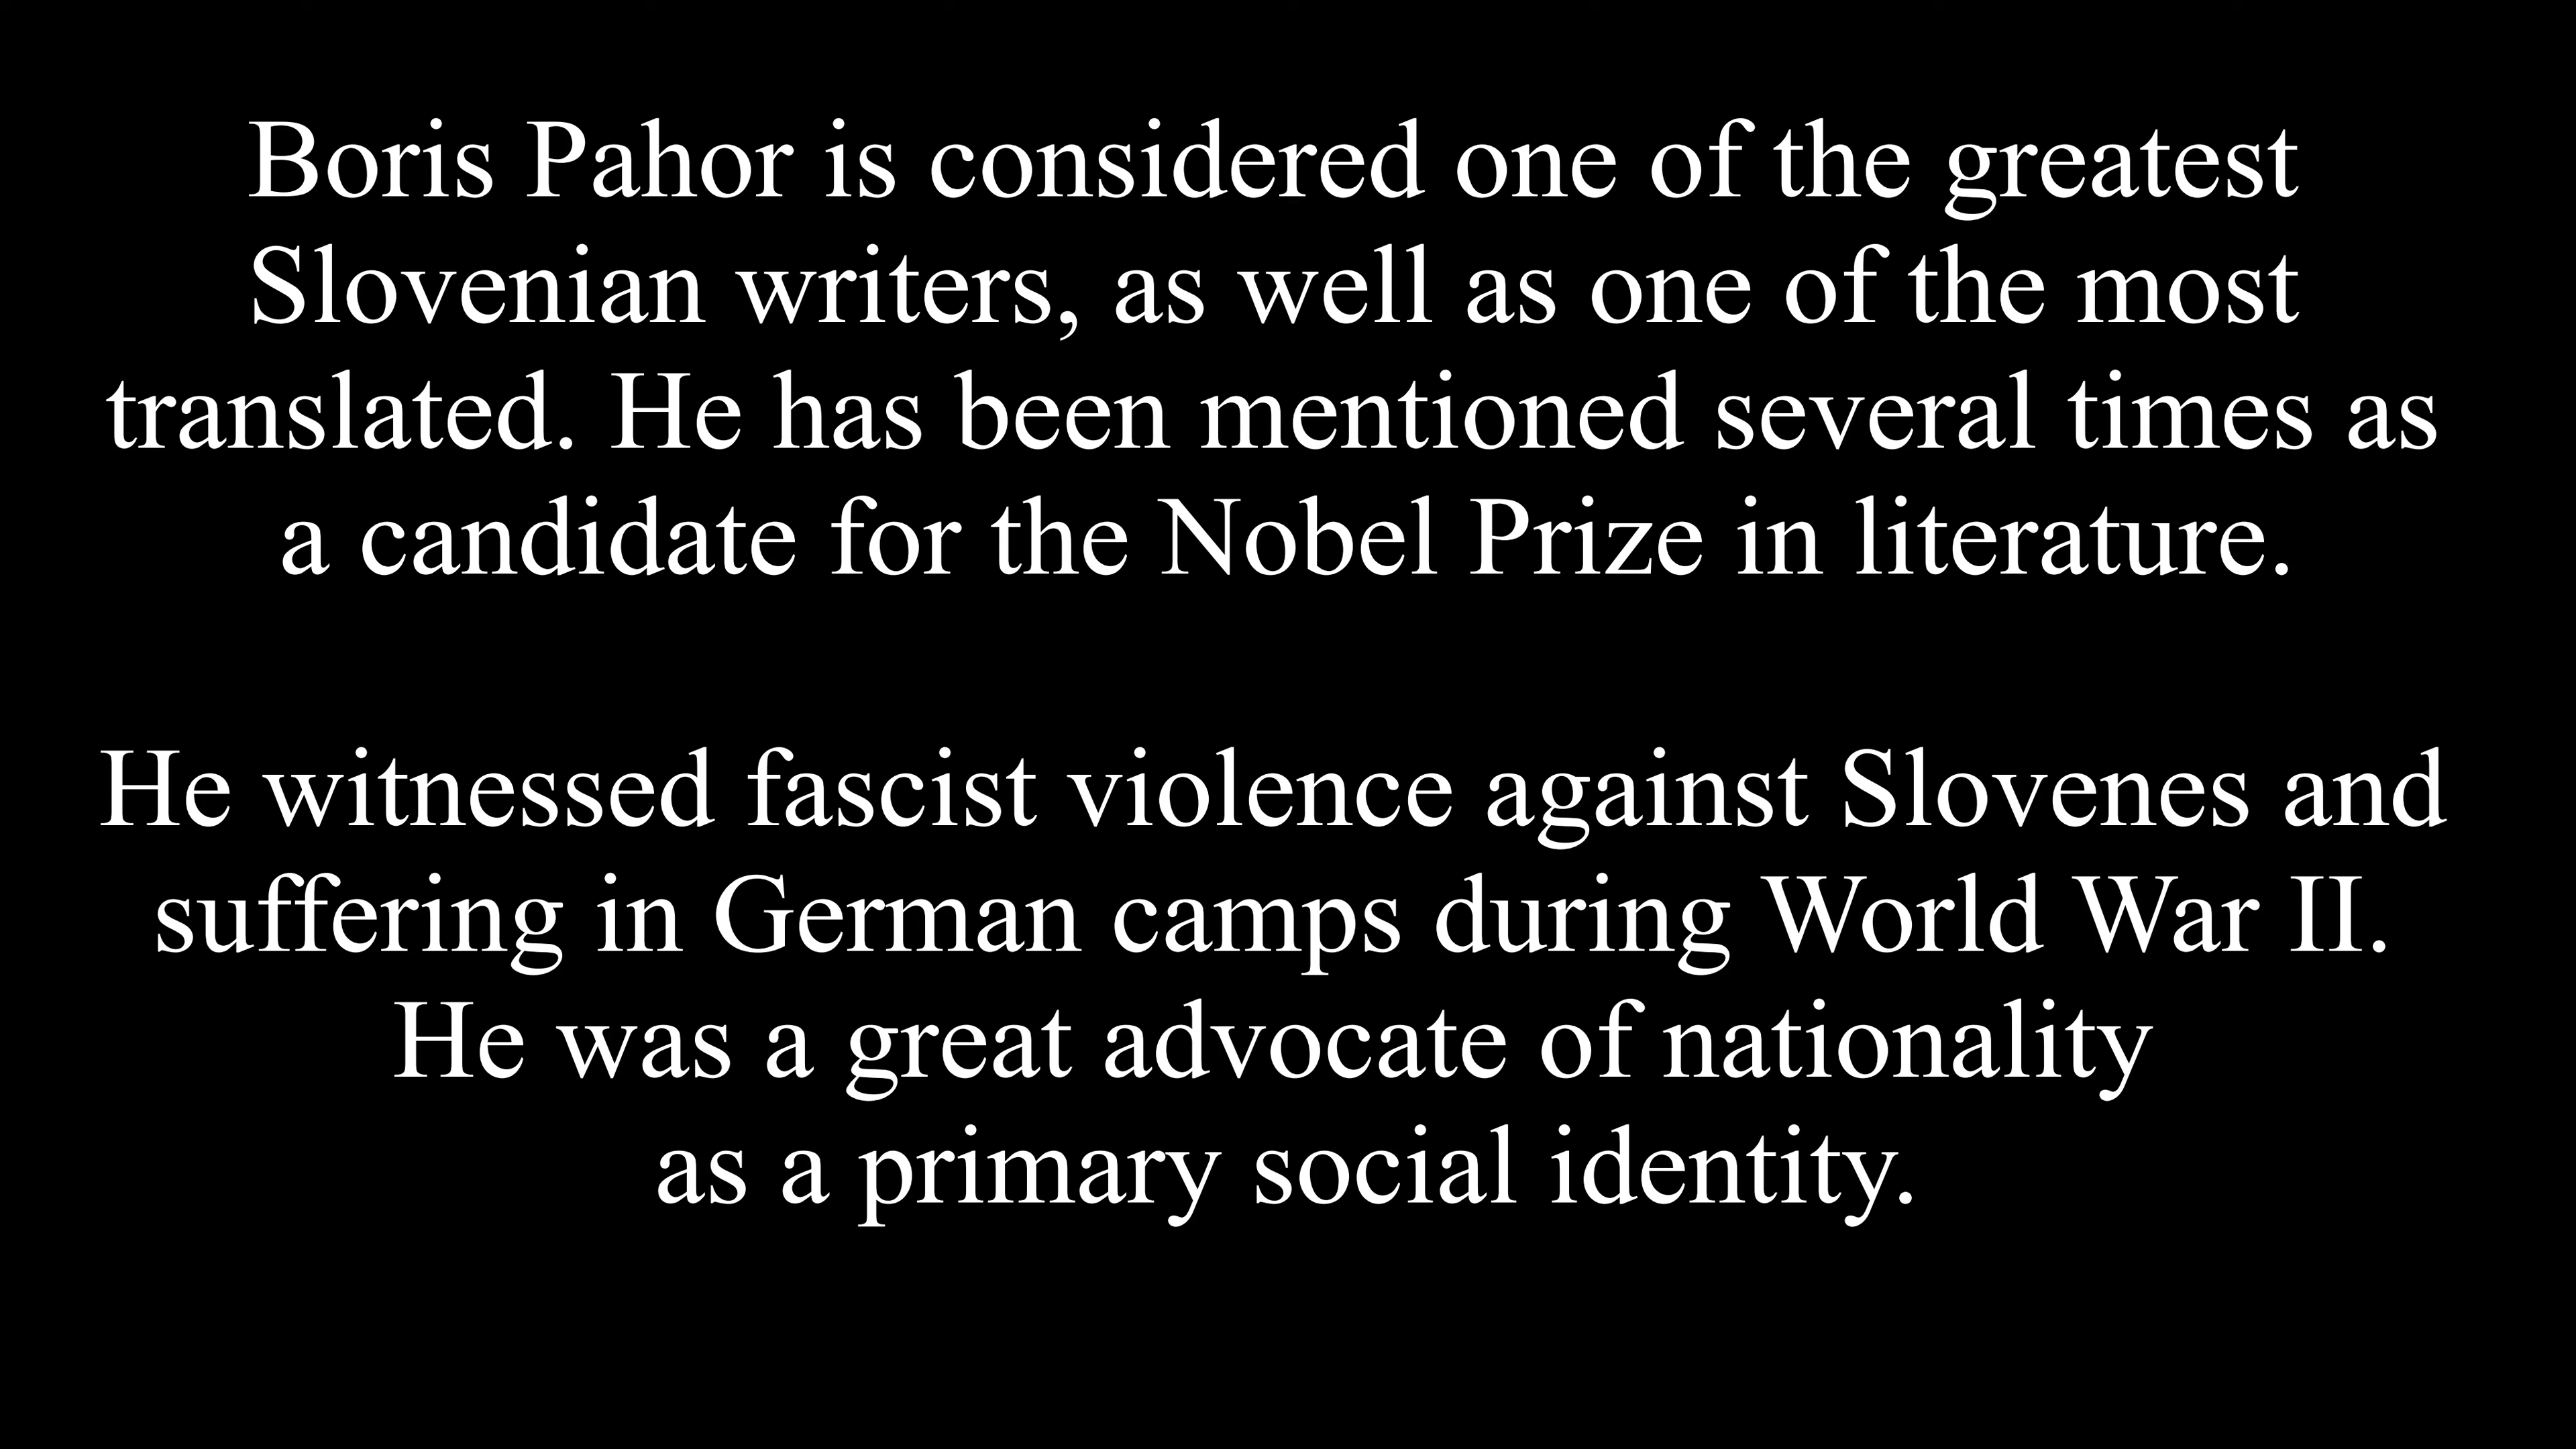 Boris Pahor is considered one of the greatest
Slovenian writers, as well as one of the most
translated. He has been mentioned several times as
a candidate for the Nobel Prize in literature.
He witnessed fascist violence against Slovenes and
suffering in German camps during World War II.
He was a great advocate of nationality
as a primary social identity.